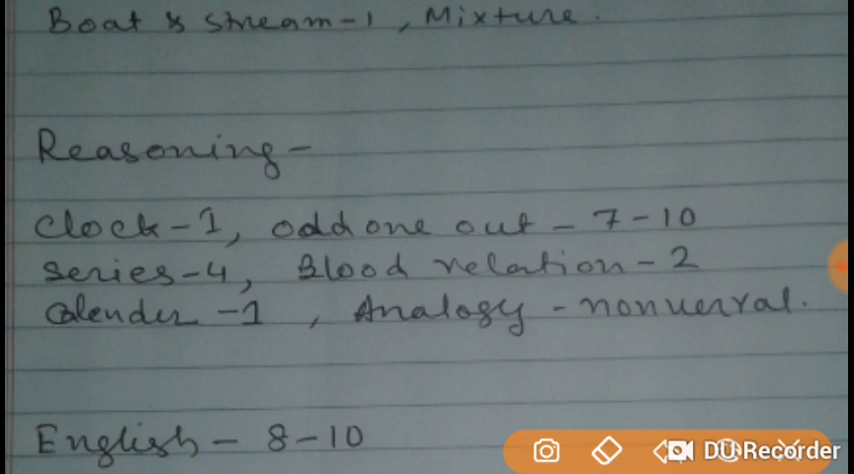 Boat & stream-1, Mixture.
Reasoning-
Clock-1, odd one out - 7-10
series-4, Blood relation - 2
Calender -1, Analogy - nonverval.
English - 8-10
DU Recorder